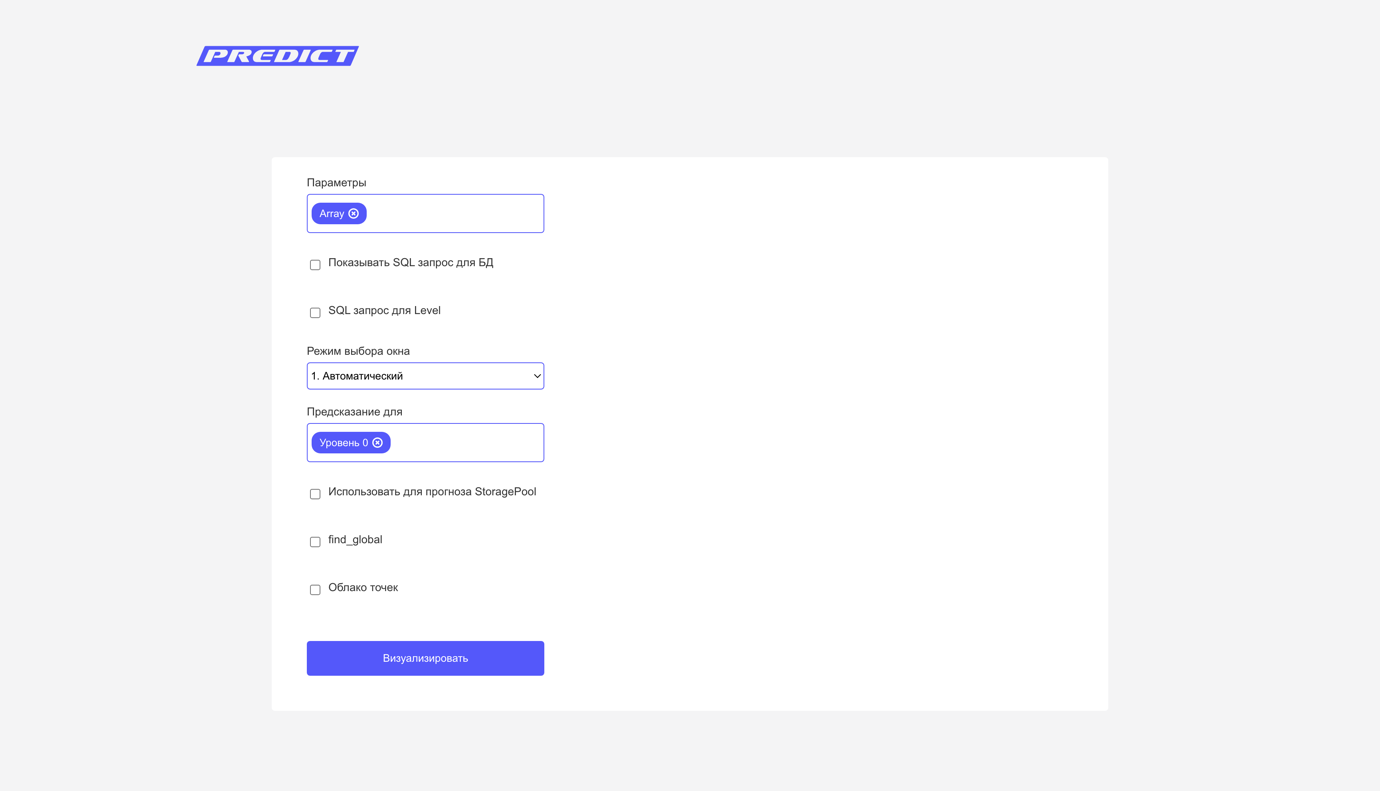 PREDICT
Параметры
Array
Показывать SQL запрос для БД
SQL запрос для Level
Режим выбора окна
1. Автоматический
Предсказание для
Уровень 0
Использовать для прогноза StoragePool
find_global
Облако точек
Визуализировать